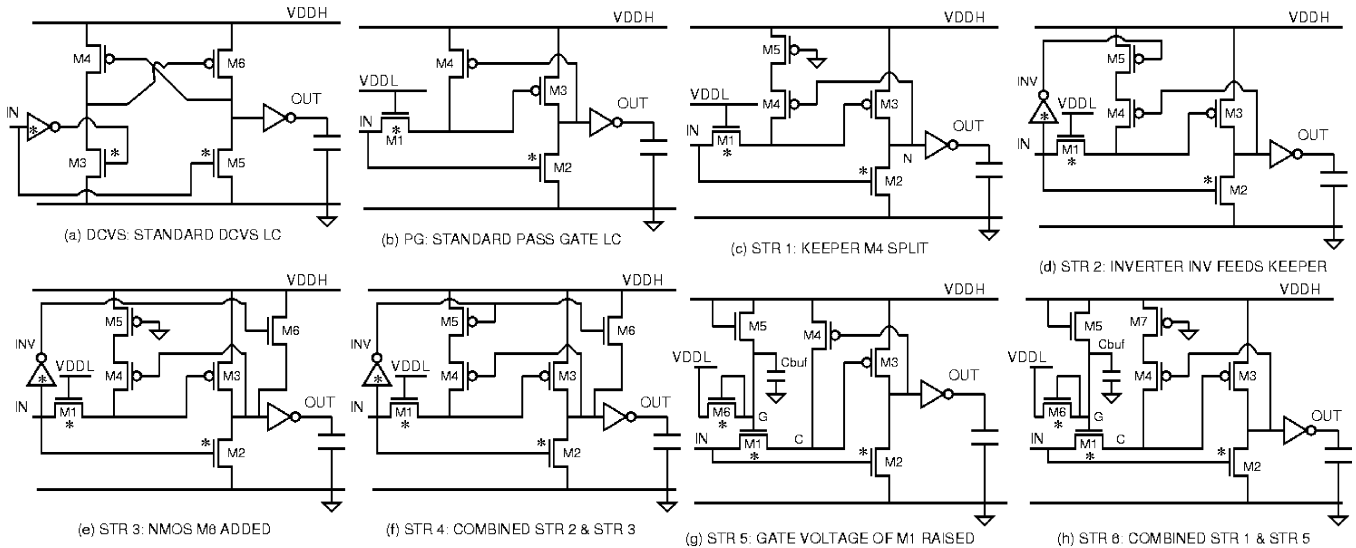 VDDH
M4
M6
IN
*
OUT
M3
*
*
M5
(a) DCVS: STANDARD DCVS LC
VDDH
M4
VDDL
M3
IN
*
M1
OUT
*
M2
(b) PG: STANDARD PASS GATE LC
VDDH
M5
VDDL
M4
M3
IN
M1
*
OUT
N
*
M2
(c) STR 1: KEEPER M4 SPLIT
VDDH
M5
INV
VDDL
*
M4
M3
IN
M1
*
OUT
*
M2
(d) STR 2: INVERTER INV FEEDS KEEPER
VDDH
M5
M6
INV
VDDL
*
M4
M3
IN
M1
*
OUT
*
M2
(e) STR 3: NMOS M6 ADDED
VDDH
M5
M6
INV
VDDL
*
M4
M3
IN
M1
*
OUT
*
M2
(f) STR 4: COMBINED STR 2 & STR 3
VDDH
M5
M4
VDDL
Cbuf
M3
M6
*
G
OUT
IN
M1
*
C
*
M2
(g) STR 5: GATE VOLTAGE OF M1 RAISED
VDDH
M5
M7
VDDL
Cbuf
M4
M3
M6
*
G
OUT
IN
M1
*
C
*
M2
(h) STR 6: COMBINED STR 1 & STR 5